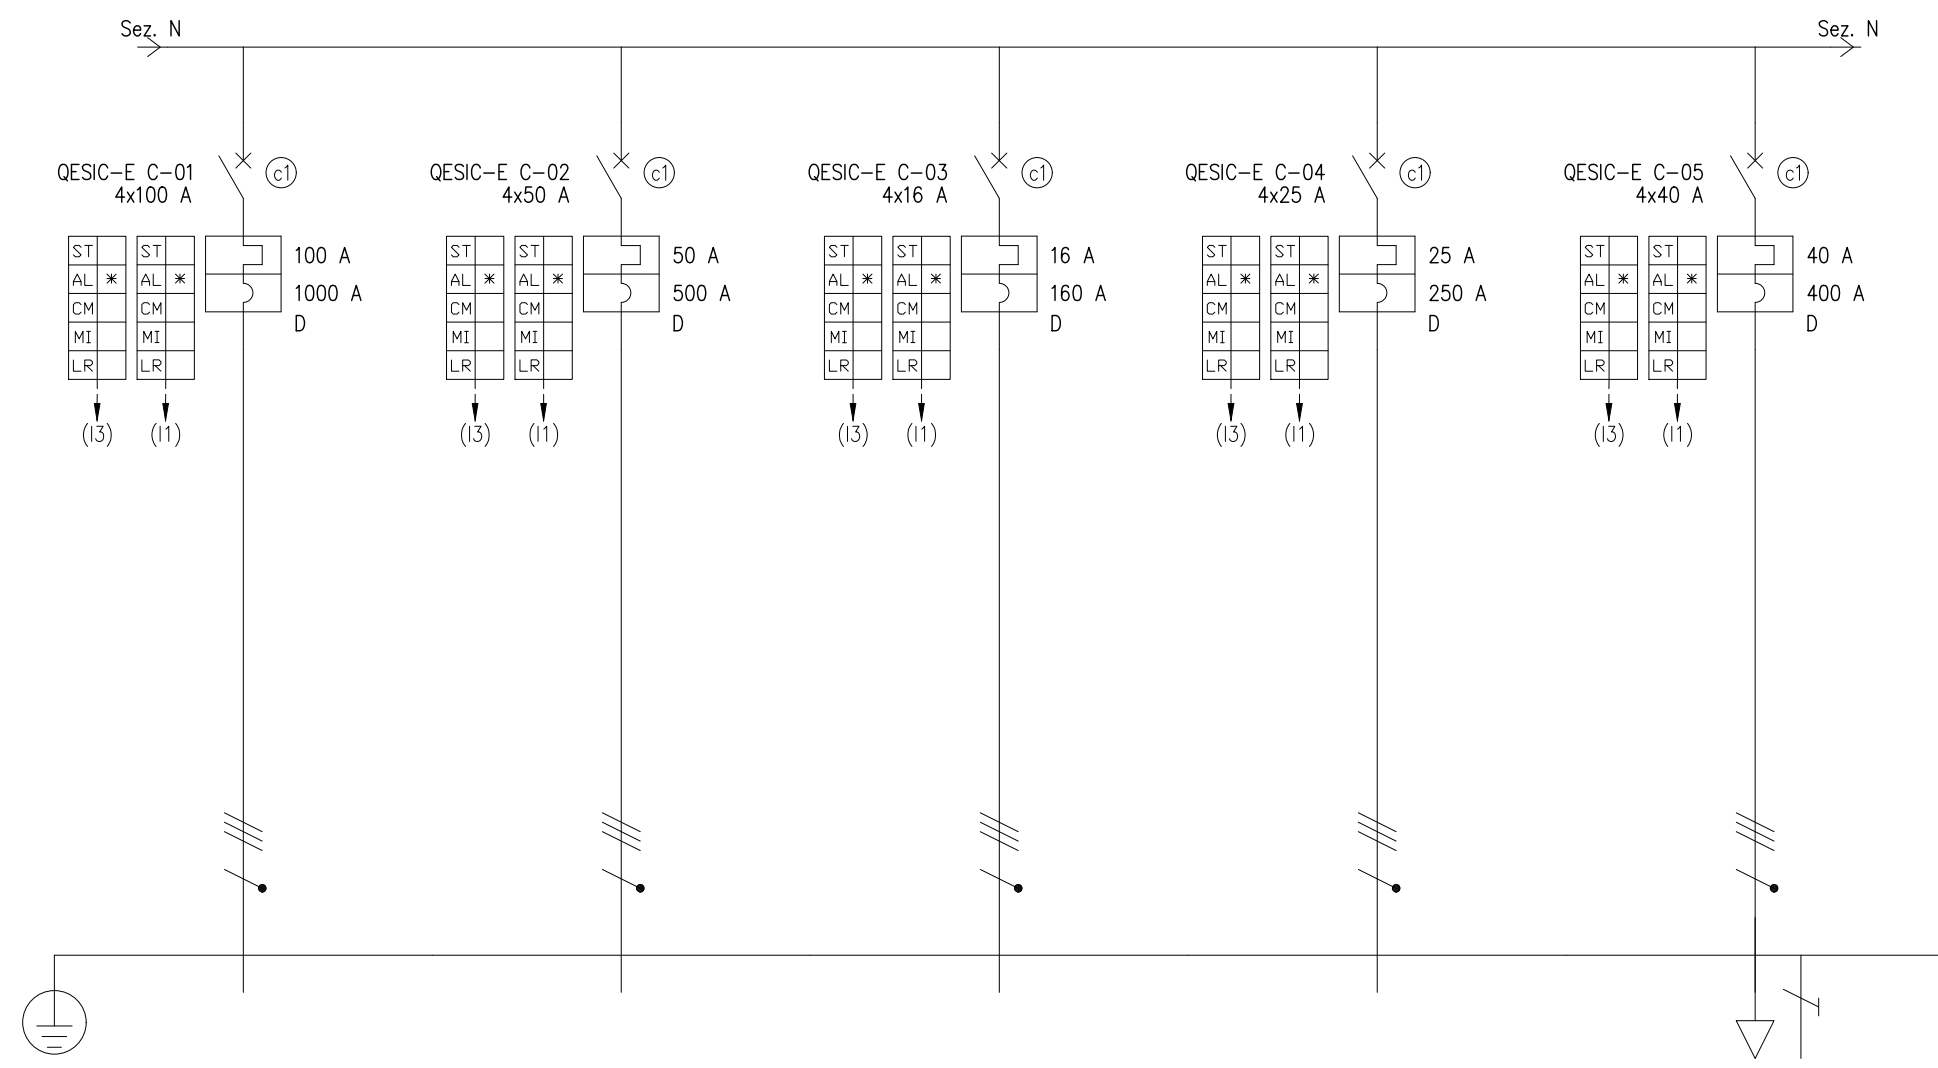 Sez. N
Sez. N
QESIC-E C-01
4x100 A
c1
ST
AL *
CM
MI
LR
(I3)
ST
AL *
CM
MI
LR
(I1)
100 A
1000 A
D
QESIC-E C-02
4x50 A
c1
ST
AL *
CM
MI
LR
(I3)
ST
AL *
CM
MI
LR
(I1)
50 A
500 A
D
QESIC-E C-03
4x16 A
c1
ST
AL *
CM
MI
LR
(I3)
ST
AL *
CM
MI
LR
(I1)
16 A
160 A
D
QESIC-E C-04
4x25 A
c1
ST
AL *
CM
MI
LR
(I3)
ST
AL *
CM
MI
LR
(I1)
25 A
250 A
D
QESIC-E C-05
4x40 A
c1
ST
AL *
CM
MI
LR
(I3)
ST
AL *
CM
MI
LR
(I1)
40 A
400 A
D